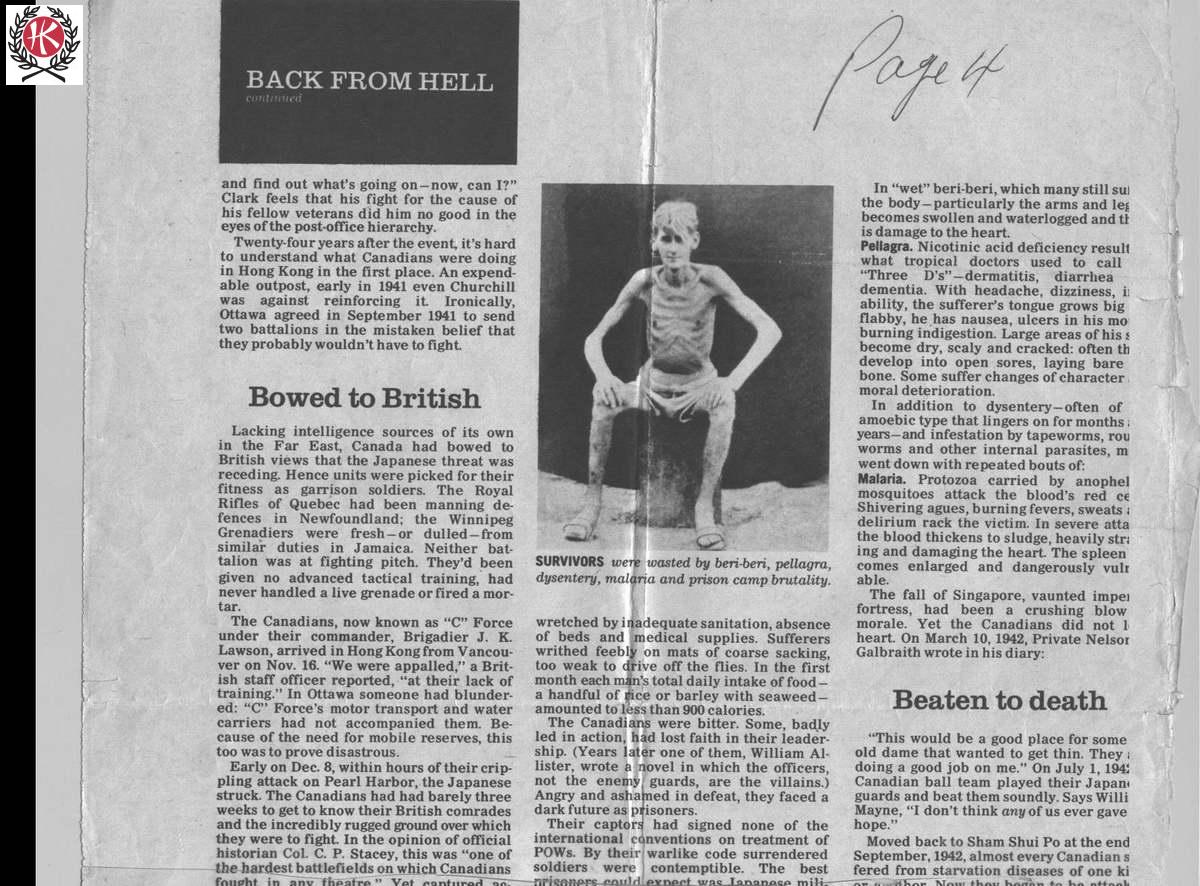 HK
BACK FROM HELL
continued
Page 4
and find out what's going on—now, can I?"
Clark feels that his fight for the cause of
his fellow veterans did him no good in the
eyes of the post-office hierarchy.
Twenty-four years after the event, it's hard
to understand what Canadians were doing
in Hong Kong in the first place. An expend-
able outpost, early in 1941 even Churchill
was against reinforcing it. Ironically,
Ottawa agreed in September 1941 to send
two battalions in the mistaken belief that
they probably wouldn't have to fight.
Bowed to British
Lacking intelligence sources of its own
in the Far East, Canada had bowed to
British views that the Japanese threat was
receding. Hence units were picked for their
fitness as garrison soldiers. The Royal
Rifles of Quebec had been manning de-
fences in Newfoundland; the Winnipeg
Grenadiers were fresh—or dulled—from
similar duties in Jamaica. Neither bat-
talion was at fighting pitch. They'd been
given no advanced tactical training, had
never handled a live grenade or fired a mor-
tar.
The Canadians, now known as "C" Force
under their commander, Brigadier J. K.
Lawson, arrived in Hong Kong from Vancou-
ver on Nov. 16. "We were appalled," a Brit-
ish staff officer reported, "at their lack of
training." In Ottawa someone had blunder-
ed: "C" Force's motor transport and water
carriers had not accompanied them. Be-
cause of the need for mobile reserves, this
too was to prove disastrous.
Early on Dec. 8, within hours of their crip-
pling attack on Pearl Harbor, the Japanese
struck. The Canadians had had barely three
weeks to get to know their British comrades
and the incredibly rugged ground over which
they were to fight. In the opinion of official
historian Col. C. P. Stacey, this was "one of
the hardest battlefields on which Canadians
fought in any theatre." Yet captured
SURVIVORS were wasted by beri-beri, pellagra,
dysentery, malaria and prison camp brutality.
wretched by inadequate sanitation, absence
of beds and medical supplies. Sufferers
writhed feebly on mats of coarse sacking,
too weak to drive off the flies. In the first
month each man's total daily intake of food—
a handful of rice or barley with seaweed—
amounted to less than 900 calories.
The Canadians were bitter. Some, badly
led in action, had lost faith in their leader-
ship. (Years later one of them, William Al-
lister, wrote a novel in which the officers,
not the enemy guards, are the villains.)
Angry and ashamed in defeat, they faced a
dark future as prisoners.
Their captors had signed none of the
international conventions on treatment of
POWs. By their warlike code surrendered
soldiers were contemptible. The best
prisoners could expect was Japanese mili-
In "wet" beri-beri, which many still
the body—particularly the arms and
becomes swollen and waterlogged and
is damage to the heart.
Pellagra. Nicotinic acid deficiency
what tropical doctors used to call
"Three D's"—dermatitis, diarrhea
dementia. With headache, dizziness,
ability, the sufferer's tongue grows big
flabby, he has nausea, ulcers in his
burning indigestion. Large areas of his
become dry, scaly and cracked: often
develop into open sores, laying bare
bone. Some suffer changes of character
moral deterioration.
In addition to dysentery—often of
amoebic type that lingers on for months
years—and infestation by tapeworms,
worms and other internal parasites,
went down with repeated bouts of:
Malaria. Protozoa carried by
mosquitoes attack the blood's red
Shivering agues, burning fevers, sweats
delirium rack the victim. In severe
the blood thickens to sludge, heavily
ing and damaging the heart. The spleen
comes enlarged and dangerously
able.
The fall of Singapore, vaunted
fortress, had been a crushing blow
morale. Yet the Canadians did not
heart. On March 10, 1942, Private Nelson
Galbraith wrote in his diary:
Beaten to death
"This would be a good place for some
old dame that wanted to get thin. They
doing a good job on me." On July 1,
Canadian ball team played their
guards and beat them soundly. Says
Mayne, "I don't think any of us ever gave
hope."
Moved back to Sham Shui Po at the end
September, 1942, almost every Canadian
fered from starvation diseases of one
or another. Now they began to be